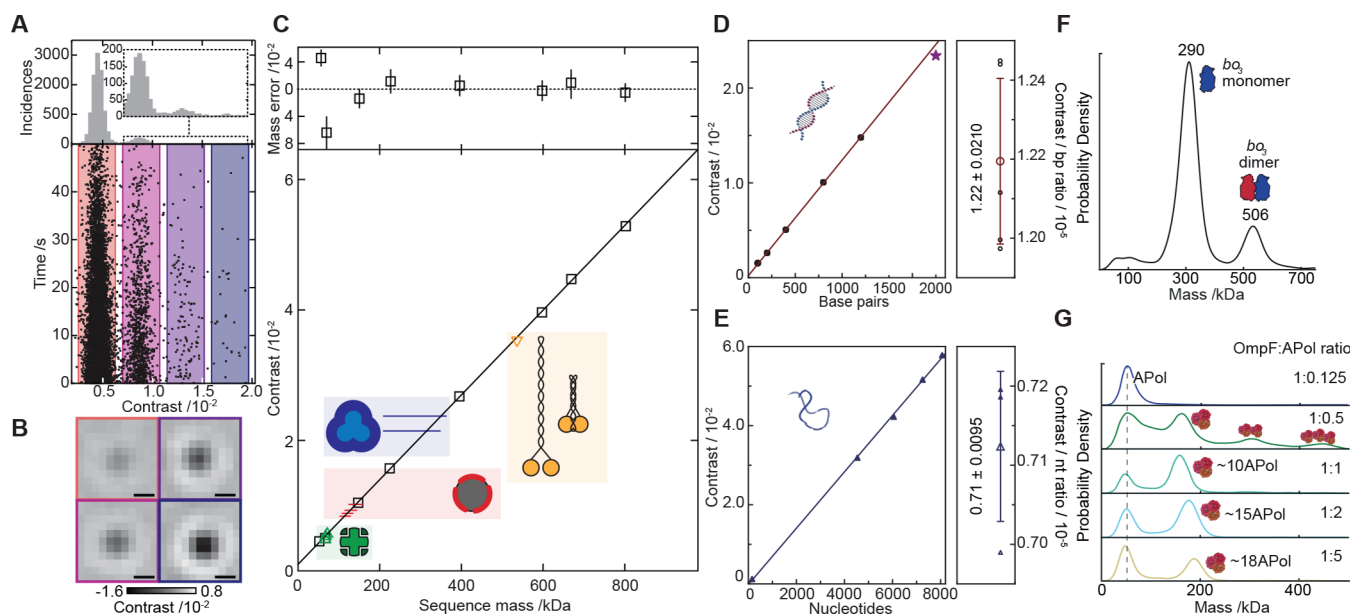 A
Incidences
3000
2000
1000
0
200
150
100
50
0
Time /s
40
30
20
10
0
0.5
1.0
1.5
2.0
Contrast /10⁻²
B
-1.6
0
Contrast /10⁻²
C
Mass error /10⁻²
4
0
4
8
Contrast /10⁻²
6
4
2
0
0
200
400
600
800
Sequence mass /kDa
D
Contrast / 10⁻²
2.0
1.0
0
0
500
1000
1500
2000
Base pairs
1.22 ± 0.0210
1.24
1.22
1.20
Contrast / bp ratio / 10⁻⁵
E
Contrast / 10⁻²
6.0
4.0
2.0
0
0
2000
4000
6000
8000
Nucleotides
0.71 ± 0.0095
0.72
0.71
0.70
Contrast / nt ratio / 10⁻⁵
F
Probability Density
290
bo₃
monomer
bo₃
dimer
506
100
300
500
700
Mass /kDa
G
Probability Density
OmpF:APol ratio
APol
1:0.125
1:0.5
~10APol
1:1
~15APol
1:2
~18APol
1:5
0
200
400
Mass /kDa